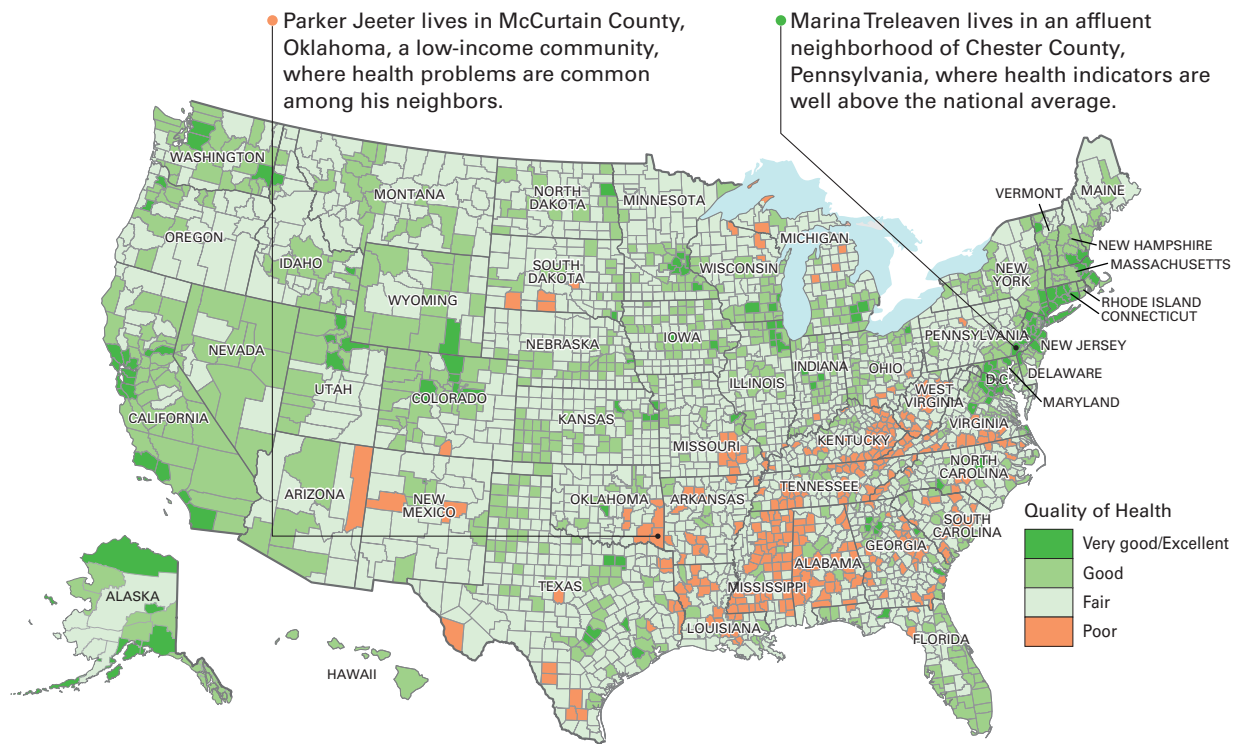 Parker Jeeter lives in McCurtain County,
Oklahoma, a low-income community,
where health problems are common
among his neighbors.
Marina Treleaven lives in an affluent
neighborhood of Chester County,
Pennsylvania, where health indicators are
well above the national average.
WASHINGTON
MONTANA
NORTH
DAKOTA
MINNESOTA
VERMONT
MAINE
OREGON
IDAHO
SOUTH
DAKOTA
WISCONSIN
MICHIGAN
NEW HAMPSHIRE
MASSACHUSETTS
NEW
YORK
WYOMING
RHODE ISLAND
CONNECTICUT
NEVADA
NEBRASKA
IOWA
PENNSYLVANIA
NEW JERSEY
UTAH
COLORADO
ILLINOIS
INDIANA
OHIO
DELAWARE
D.C.
MARYLAND
WEST
VIRGINIA
CALIFORNIA
KANSAS
MISSOURI
KENTUCKY
VIRGINIA
NORTH
CAROLINA
ARIZONA
NEW
MEXICO
OKLAHOMA
ARKANSAS
TENNESSEE
SOUTH
CAROLINA
GEORGIA
ALABAMA
MISSISSIPPI
TEXAS
LOUISIANA
FLORIDA
ALASKA
HAWAII
Quality of Health
Very good/Excellent
Good
Fair
Poor